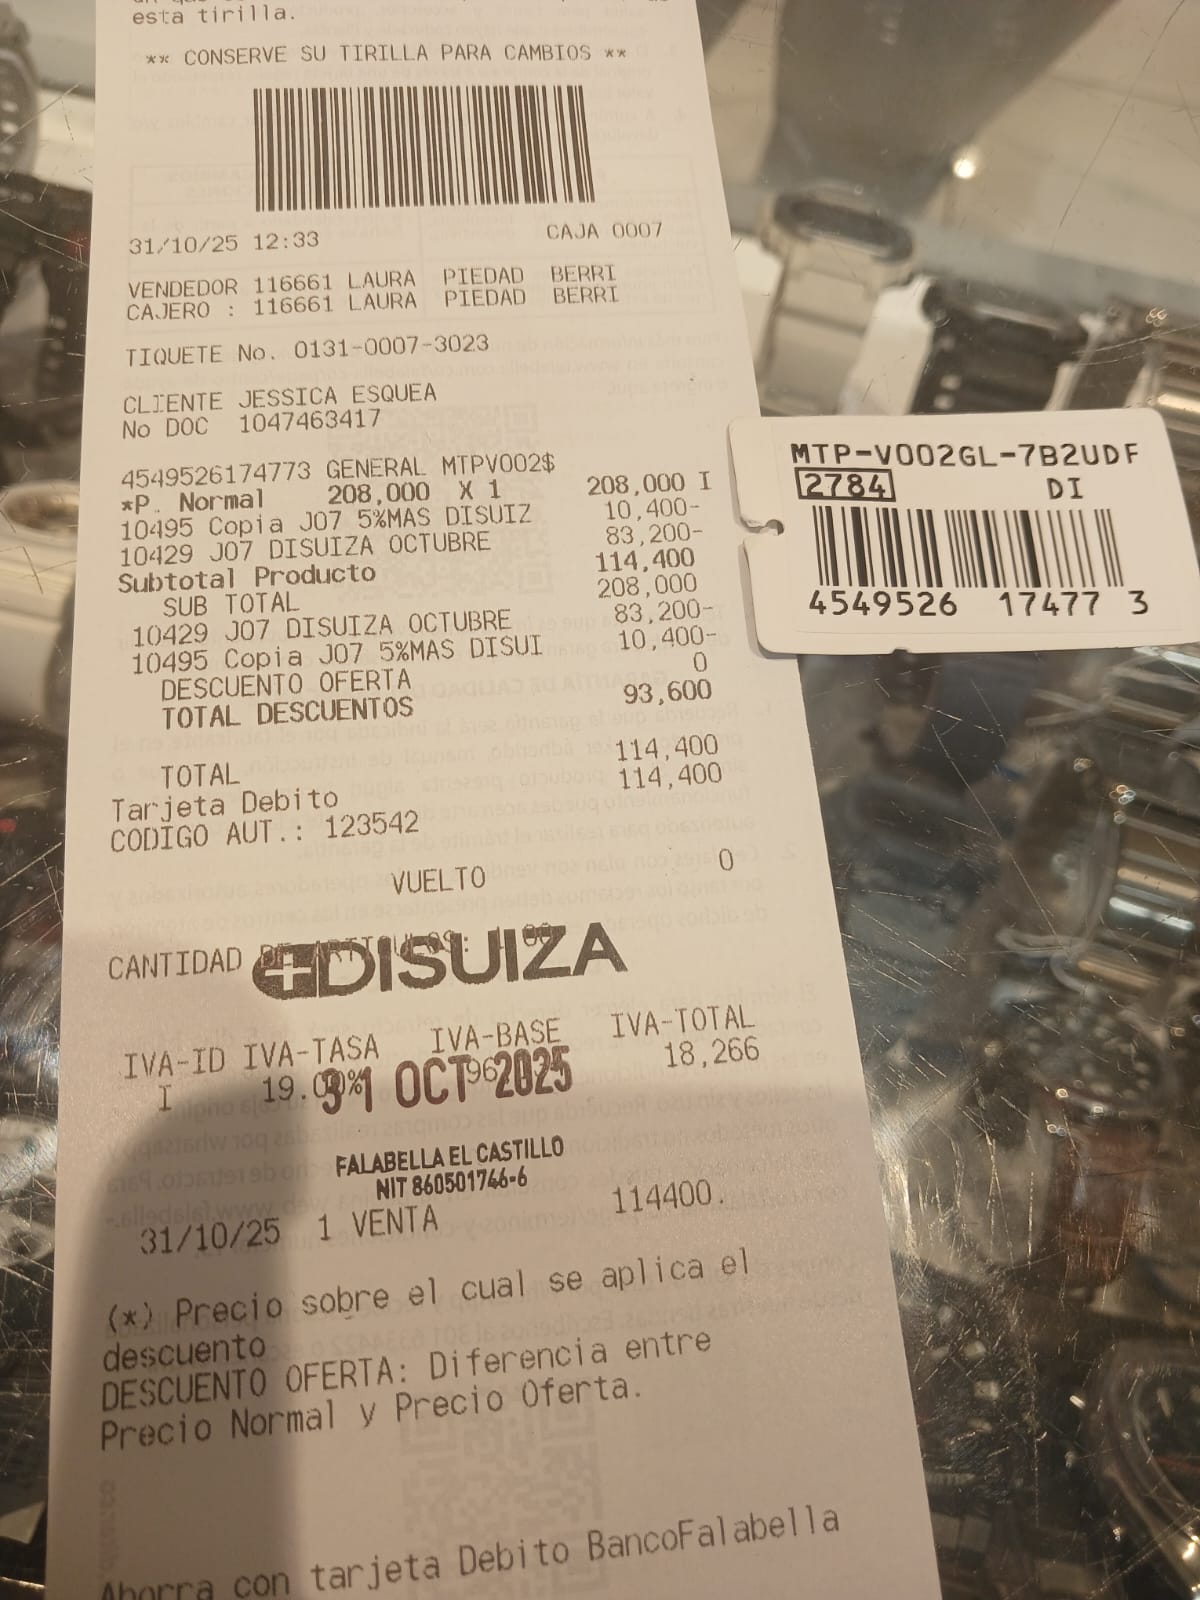 esta tirilla.
** CONSERVE SU TIRILLA PARA CAMBIOS **
31/10/25 12:33 CAJA 0007
VENDEDOR 116661 LAURA PIEDAD BERRI
CAJERO : 116661 LAURA PIEDAD BERRI
TIQUETE No. 0131-0007-3023
CLIENTE JESSICA ESQUEA
No DOC 1047463417
4549526174773 GENERAL MTPV002$
*P. Normal 208,000 X 1 208,000 I
10495 Copia J07 5%MAS DISUIZ 10,400-
10429 J07 DISUIZA OCTUBRE 83,200-
Subtotal Producto 114,400
SUB TOTAL 208,000
10429 J07 DISUIZA OCTUBRE 83,200-
10495 Copia J07 5%MAS DISUI 10,400-
DESCUENTO OFERTA 0
TOTAL DESCUENTOS 93,600
TOTAL 114,400
Tarjeta Debito 114,400
CODIGO AUT.: 123542
VUELTO 0
CANTIDAD
DISUIZA
IVA-ID IVA-TASA IVA-BASE IVA-TOTAL
I 18,266
31 OCT 2025
FALABELLA EL CASTILLO
NIT 860501746-6
31/10/25 1 VENTA 114400.
(*) Precio sobre el cual se aplica el
descuento
DESCUENTO OFERTA: Diferencia entre
Precio Normal y Precio Oferta.
Ahorra con tarjeta Debito BancoFalabella
MTP-V002GL-7B2UDF
2784 DI
4549526 17477 3